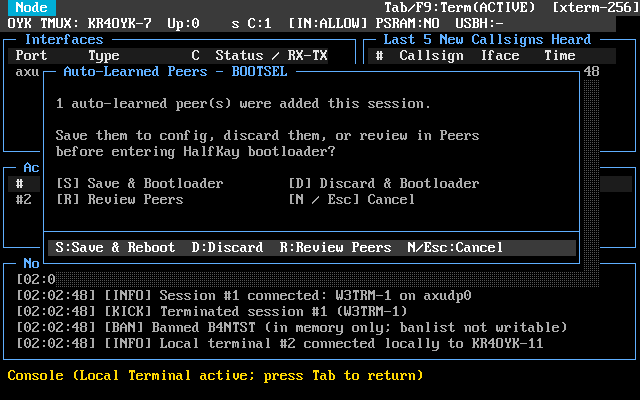 Node Tab/F9:Term(ACTIVE) [xterm-256]
OYK TMUX: KR4OYK-7 Up:0 s C:1 [IN:ALLOW] PSRAM:NO USBH:-
Interfaces Last 5 New Callsigns Heard
Port Type C Status / RX-TX # Callsign Iface Time
axu 48
Auto-Learned Peers - BOOTSEL
1 auto-learned peer(s) were added this session.
Save them to config, discard them, or review in Peers
before entering HalfKay bootloader?
Ac
# [S] Save & Bootloader [D] Discard & Bootloader
#2 [R] Review Peers [N / Esc] Cancel
S:Save & Reboot D:Discard R:Review Peers N/Esc:Cancel
No
[02:0
[02:02:48] [INFO] Session #1 connected: W3TRM-1 on axudp0
[02:02:48] [KICK] Terminated session #1 (W3TRM-1)
[02:02:48] [BAN] Banned B4NTST (in memory only; banlist not writable)
[02:02:48] [INFO] Local terminal #2 connected locally to KR4OYK-11
Console (Local Terminal active; press Tab to return)